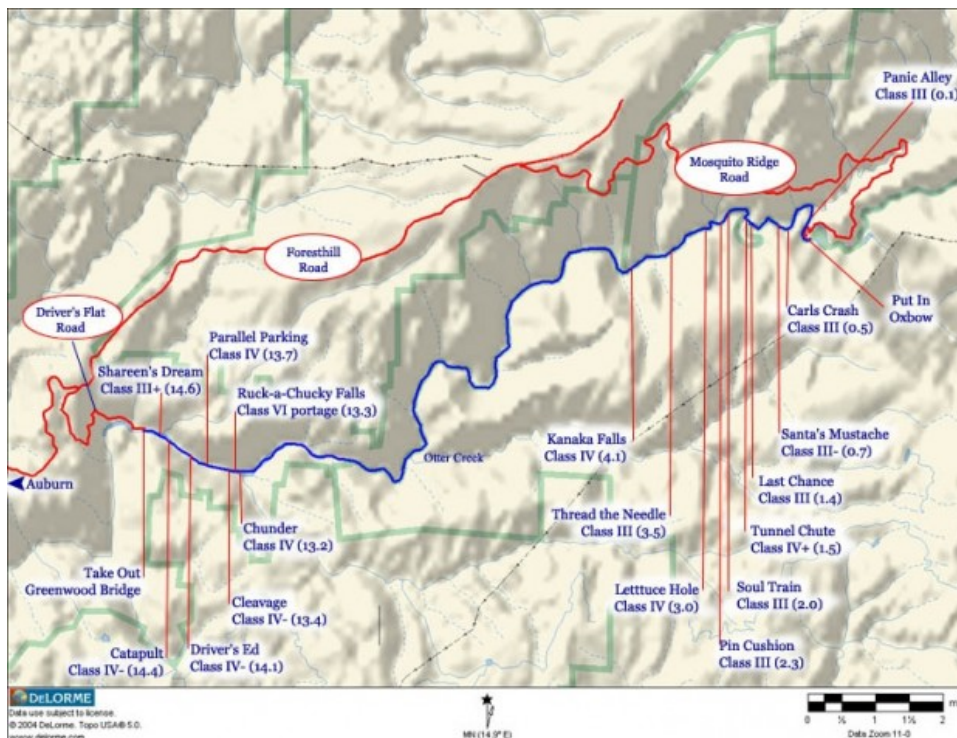 Panic Alley
Class III (0.1)
Mosquito Ridge
Road
Foresthill
Road
Driver's Flat
Road
Parallel Parking
Class IV (13.7)
Shareen's Dream
Class III+ (14.6)
Ruck-a-Chucky Falls
Class VI portage (13.3)
Carls Crash
Class III (0.5)
Put In
Oxbow
Kanaka Falls
Class IV (4.1)
Santa's Mustache
Class III- (0.7)
Otter Creek
Auburn
Last Chance
Class III (1.4)
Thread the Needle
Class III (3.5)
Chunder
Class IV (13.2)
Tunnel Chute
Class IV+ (1.5)
Take Out
Greenwood Bridge
Letttuce Hole
Class IV (3.0)
Soul Train
Class III (2.0)
Cleavage
Class IV- (13.4)
Catapult
Class IV- (14.4)
Driver's Ed
Class IV- (14.1)
Pin Cushion
Class III (2.3)
DELORME
Data use subject to license.
© 2004 DeLorme. Topo USA® 5.0.
www.delorme.com
MN (14.9° E)
0 ½ 1 1½ 2
Data Zoom 11-0